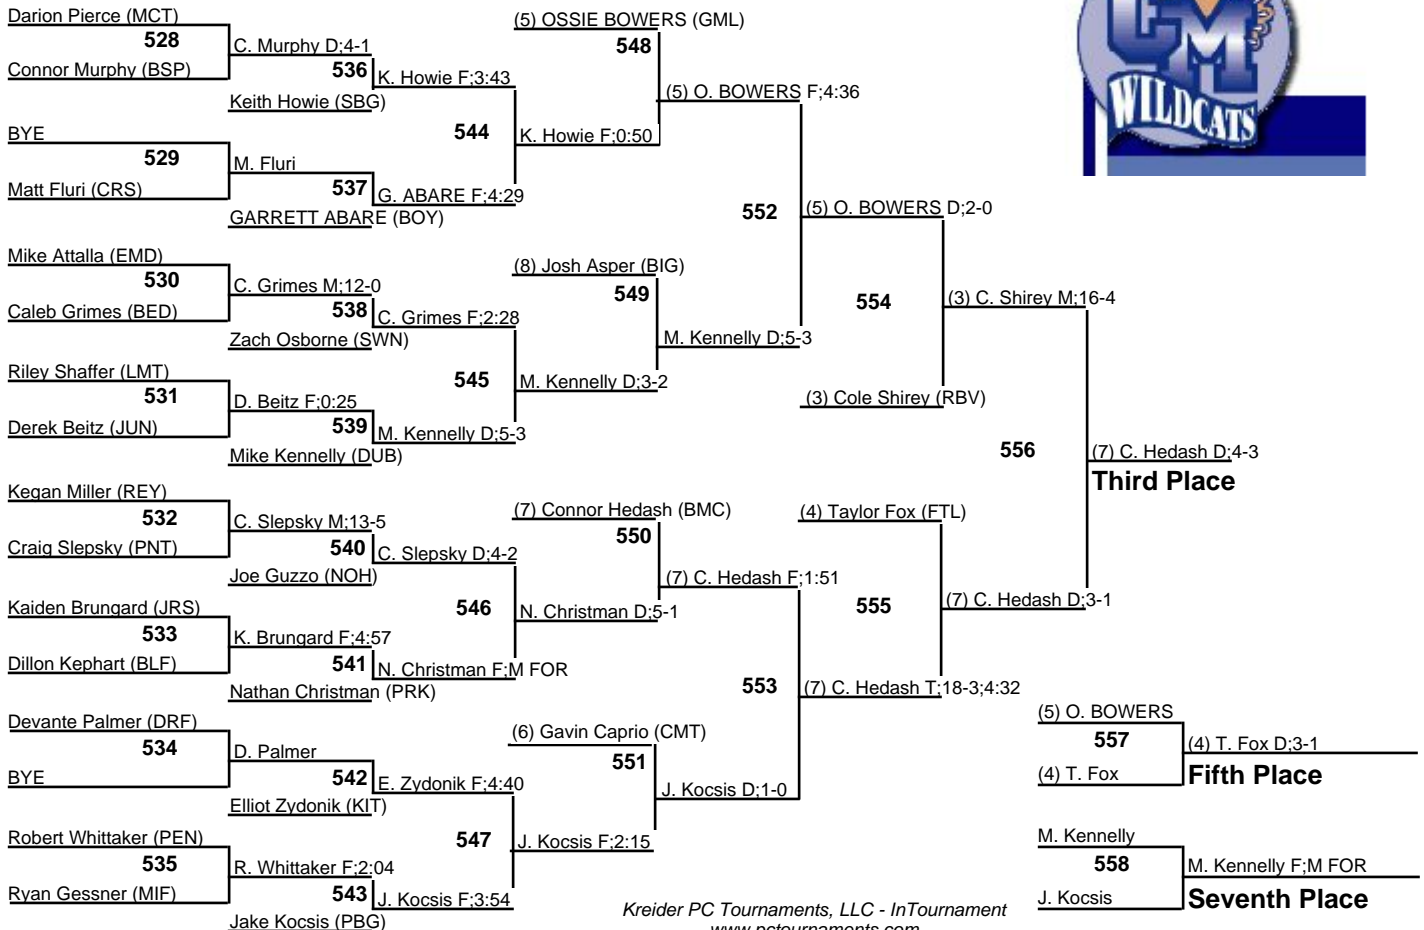 Darion Pierce (MCT)
528
Connor Murphy (BSP)
C. Murphy D;4-1
536
Keith Howie (SBG)
K. Howie F;3:43
BYE
529
Matt Fluri (CRS)
M. Fluri
537
GARRETT ABARE (BOY)
G. ABARE F;4:29
544
K. Howie F;0:50
(5) OSSIE BOWERS (GML)
548
(5) O. BOWERS F;4:36
Mike Attalla (EMD)
530
Caleb Grimes (BED)
C. Grimes M;12-0
538
Zach Osborne (SWN)
C. Grimes F;2:28
Riley Shaffer (LMT)
531
Derek Beitz (JUN)
D. Beitz F;0:25
539
Mike Kennelly (DUB)
M. Kennelly D;5-3
545
M. Kennelly D;3-2
(8) Josh Asper (BIG)
549
M. Kennelly D;5-3
552
(5) O. BOWERS D;2-0
554
(3) Cole Shirey (RBV)
(3) C. Shirey M;16-4
Kegan Miller (REY)
532
Craig Slepsky (PNT)
C. Slepsky M;13-5
540
Joe Guzzo (NOH)
C. Slepsky D;4-2
Kaiden Brungard (JRS)
533
Dillon Kephart (BLF)
K. Brungard F;4:57
541
Nathan Christman (PRK)
N. Christman F;M FOR
546
N. Christman D;5-1
(7) Connor Hedash (BMC)
550
(7) C. Hedash F;1:51
Devante Palmer (DRF)
534
BYE
D. Palmer
542
Elliot Zydonik (KIT)
E. Zydonik F;4:40
Robert Whittaker (PEN)
535
Ryan Gessner (MIF)
R. Whittaker F;2:04
543
Jake Kocsis (PBG)
J. Kocsis F;3:54
547
J. Kocsis F;2:15
(6) Gavin Caprio (CMT)
551
J. Kocsis D;1-0
553
(7) C. Hedash T;18-3;4:32
(4) Taylor Fox (FTL)
555
(7) C. Hedash D;3-1
556
(7) C. Hedash D;4-3
Third Place
(5) O. BOWERS
557
(4) T. Fox
(4) T. Fox D;3-1
Fifth Place
M. Kennelly
558
J. Kocsis
M. Kennelly F;M FOR
Seventh Place
CM
WILDCATS
Kreider PC Tournaments, LLC - InTournament
www.pctournaments.com